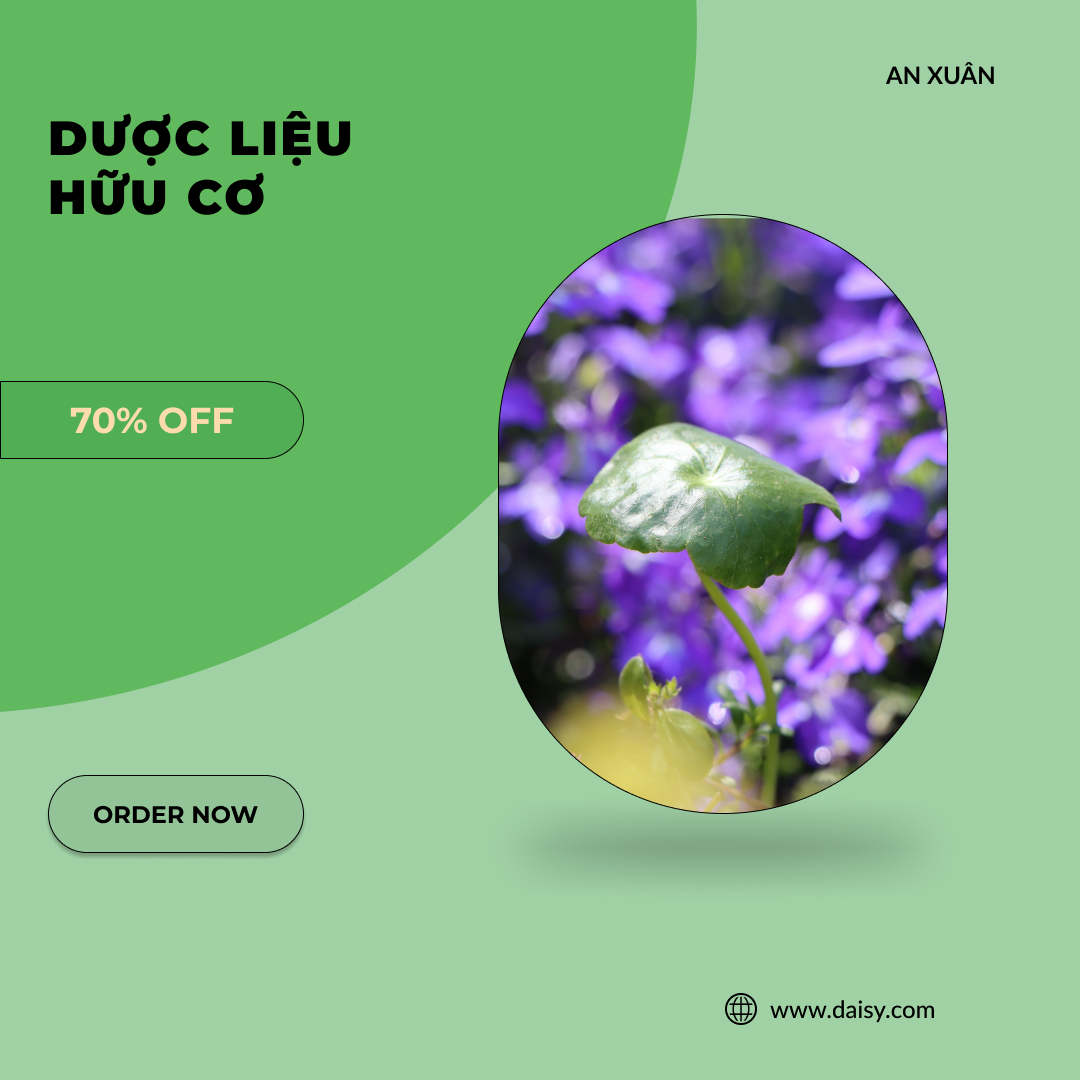 AN XUÂN
DƯỢC LIỆU
HỮU CƠ
70% OFF
ORDER NOW
www.daisy.com